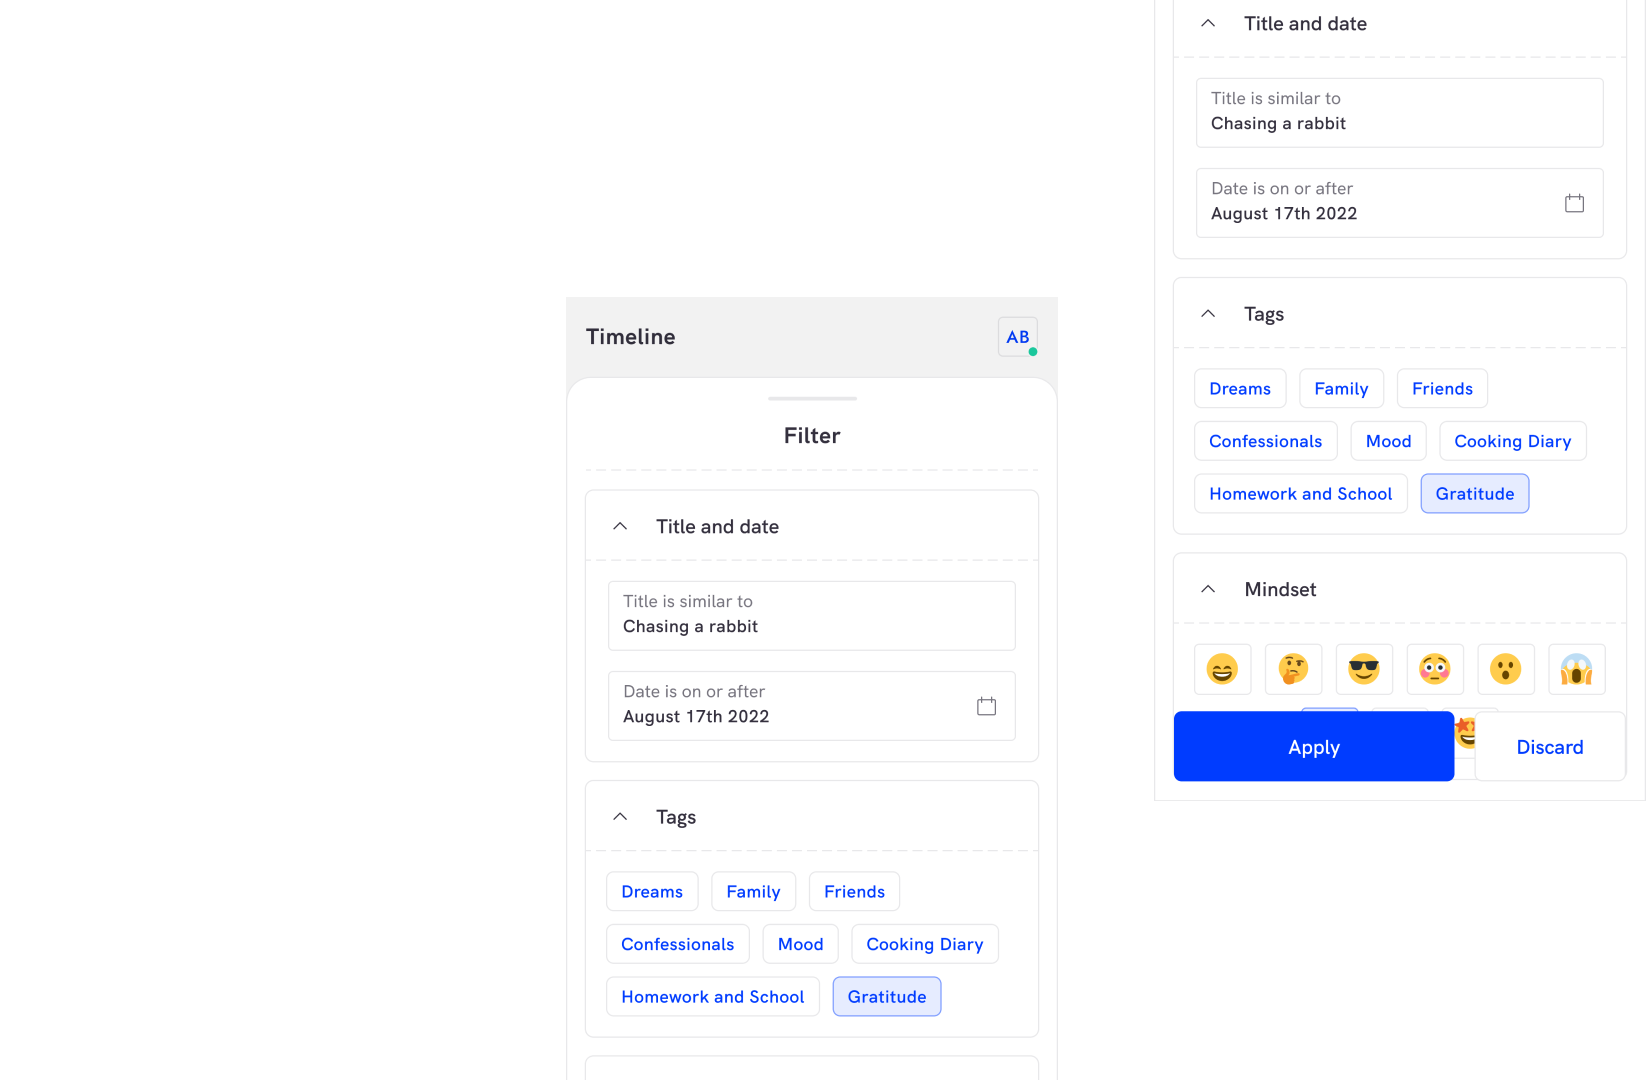 Timeline
AB
Filter
Title and date
Title is similar to
Chasing a rabbit
Date is on or after
August 17th 2022
Tags
Dreams
Family
Friends
Confessionals
Mood
Cooking Diary
Homework and School
Gratitude
Title and date
Title is similar to
Chasing a rabbit
Date is on or after
August 17th 2022
Tags
Dreams
Family
Friends
Confessionals
Mood
Cooking Diary
Homework and School
Gratitude
Mindset
Apply
Discard